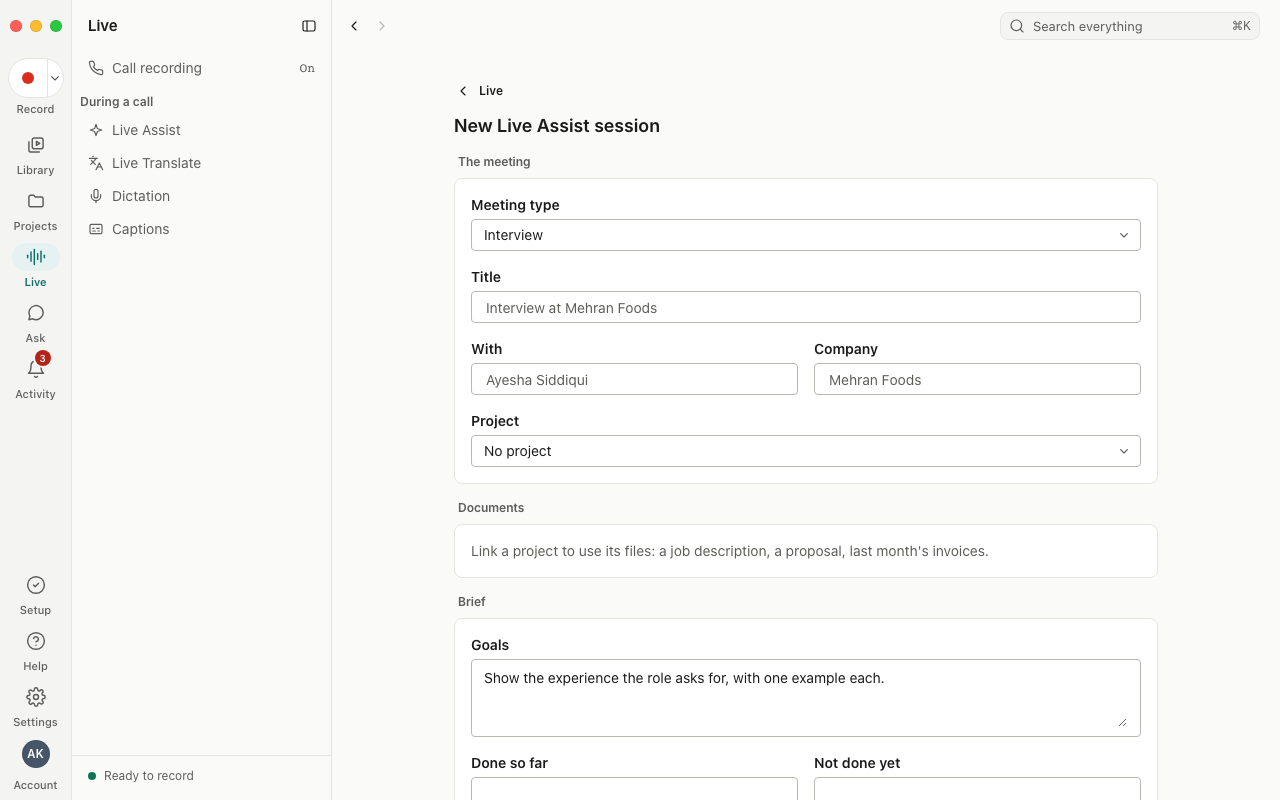 Live
Search everything
⌘K
Record
Library
Projects
Live
Ask
3
Activity
Setup
Help
Settings
AK
Account
Call recording
On
During a call
Live Assist
Live Translate
Dictation
Captions
Ready to record
Live
New Live Assist session
The meeting
Meeting type
Interview
Title
Interview at Mehran Foods
With
Company
Ayesha Siddiqui
Mehran Foods
Project
No project
Documents
Link a project to use its files: a job description, a proposal, last month's invoices.
Brief
Goals
Show the experience the role asks for, with one example each.
Done so far
Not done yet